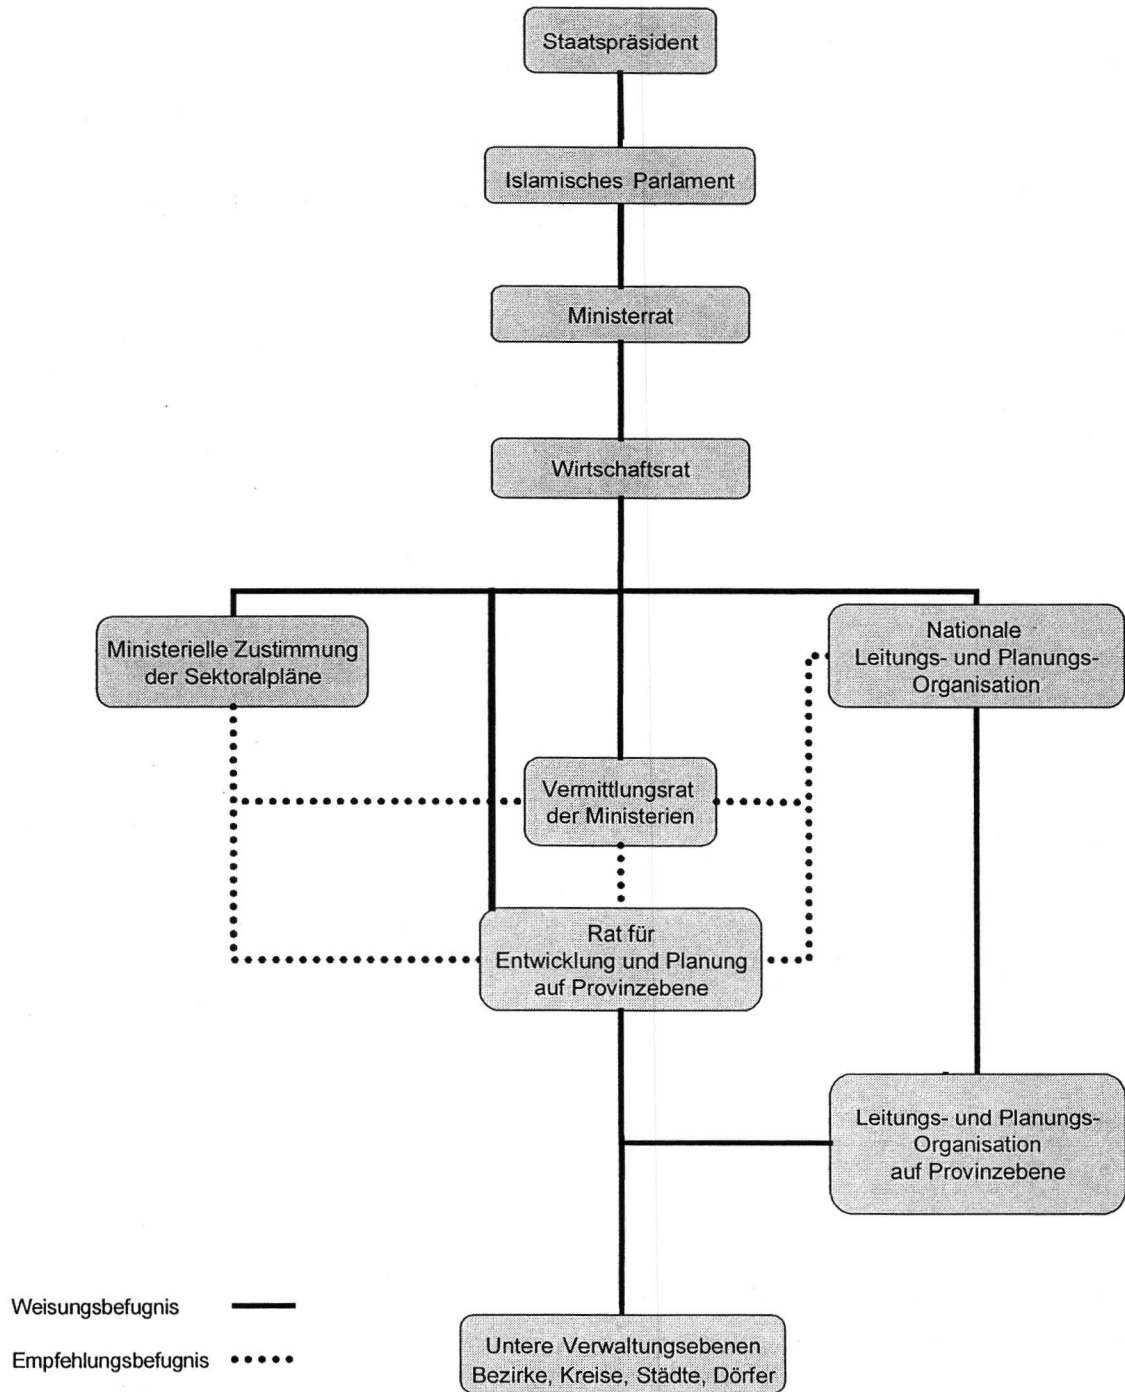 Staatspräsident
Islamisches Parlament
Ministerrat
Wirtschaftsrat
Ministerielle Zustimmung
der Sektoralpläne
Nationale
Leitungs- und Planungs-
Organisation
Vermittlungsrat
der Ministerien
Rat für
Entwicklung und Planung
auf Provinzebene
Leitungs- und Planungs-
Organisation
auf Provinzebene
Weisungsbefugnis
Empfehlungsbefugnis
Untere Verwaltungsebenen
Bezirke, Kreise, Städte, Dörfer